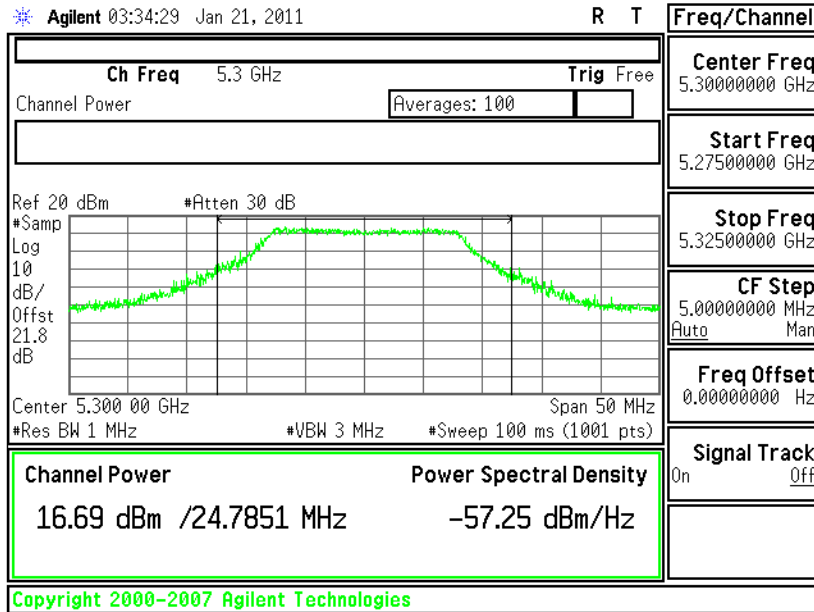 Agilent 03:34:29 Jan 21, 2011 R T
Freq/Channel
Ch Freq 5.3 GHz Trig Free
Channel Power Averages: 100
Center Freq
5.30000000 GHz
Start Freq
5.27500000 GHz
Stop Freq
5.32500000 GHz
CF Step
5.00000000 MHz
Auto Man
Freq Offset
0.00000000 Hz
Signal Track
On Off
Ref 20 dBm #Atten 30 dB
#Samp
Log
10
dB/
Offst
21.8
dB
Center 5.300 00 GHz Span 50 MHz
#Res BW 1 MHz #VBW 3 MHz #Sweep 100 ms (1001 pts)
Channel Power Power Spectral Density
16.69 dBm /24.7851 MHz -57.25 dBm/Hz
Copyright 2000-2007 Agilent Technologies